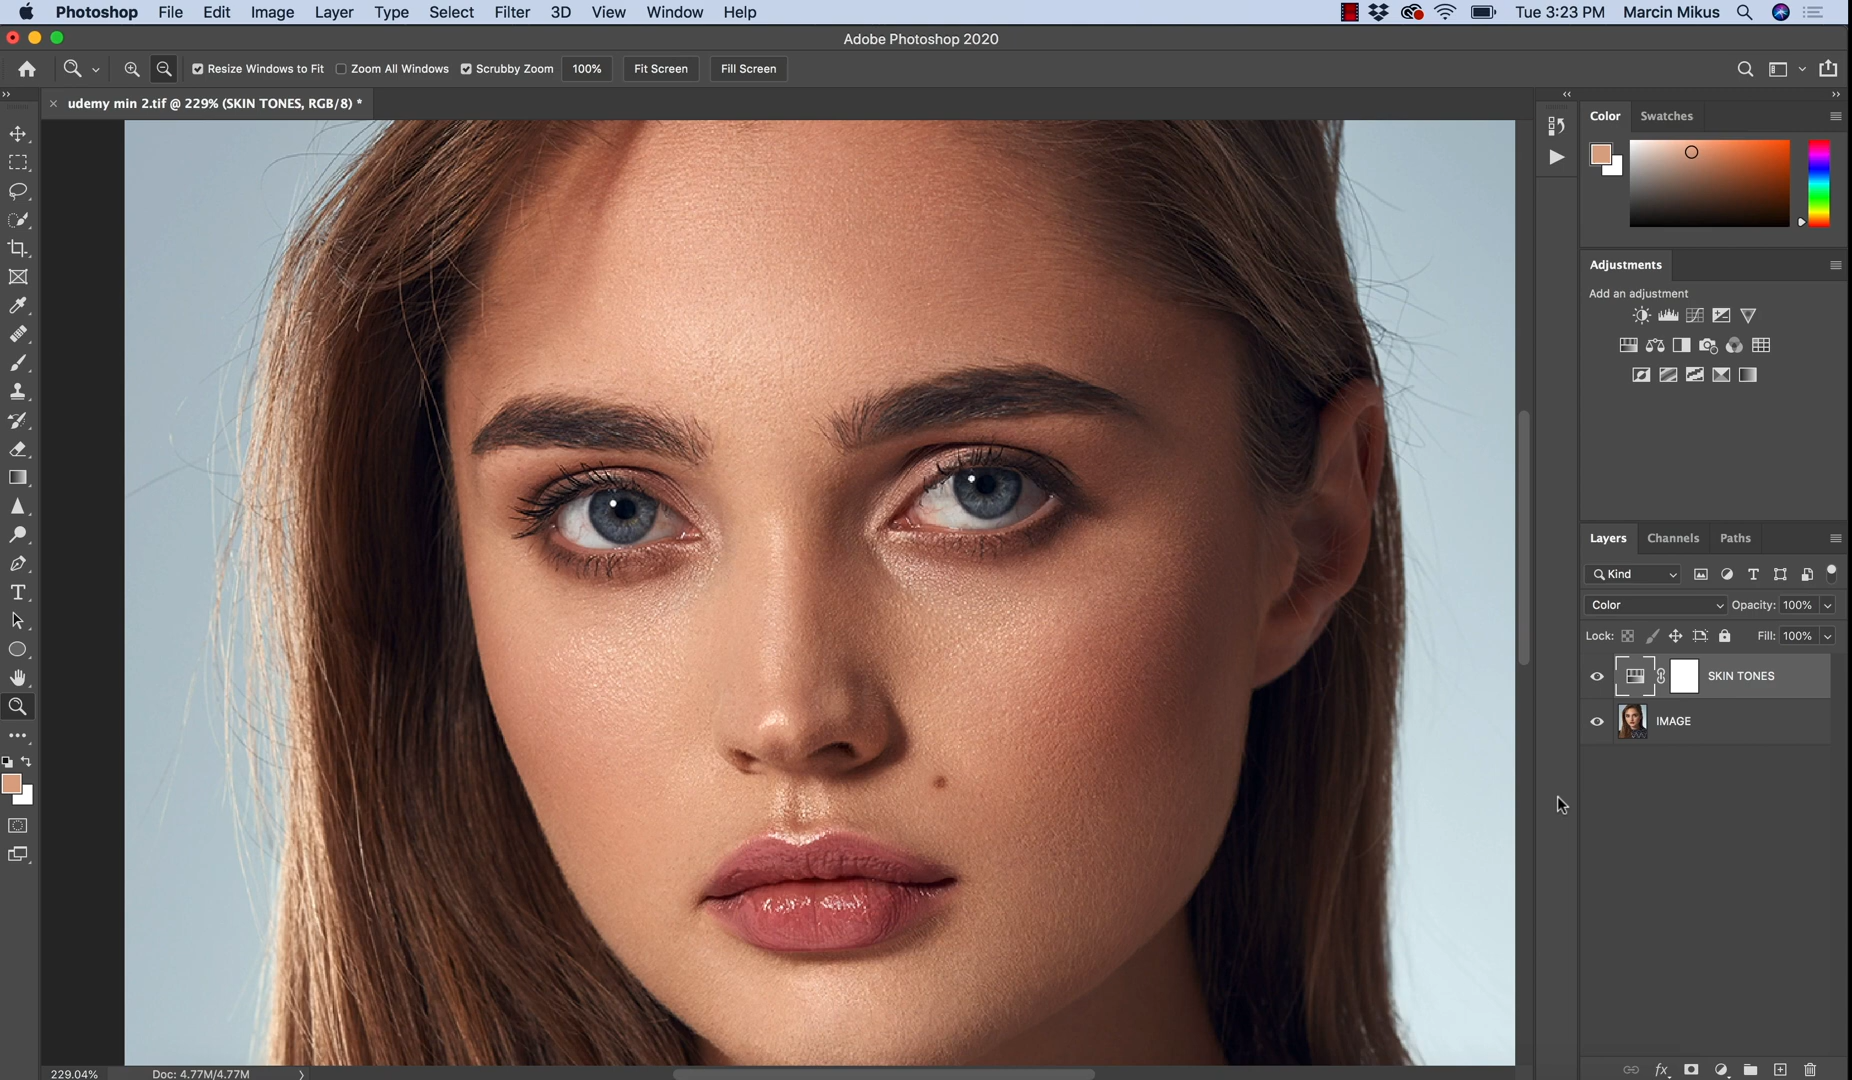 Photoshop File Edit Image Layer Type Select Filter 3D View Window Help Tue 3:23 PM Marcin Mikus
Adobe Photoshop 2020
Resize Windows to Fit Zoom All Windows Scrubby Zoom 100% Fit Screen Fill Screen
udemy min 2.tif @ 229% (SKIN TONES, RGB/8) *
Color Swatches
Adjustments
Add an adjustment
Layers Channels Paths
Kind
Color Opacity: 100%
Lock: Fill: 100%
SKIN TONES
IMAGE
229.04% Doc: 4.77M/4.77M